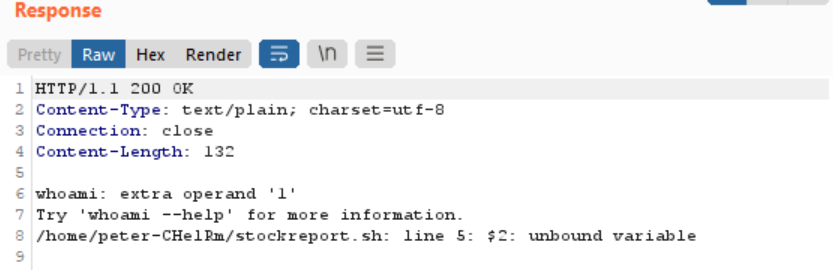 Response
Pretty Raw Hex Render \n
1 HTTP/1.1 200 OK
2 Content-Type: text/plain; charset=utf-8
3 Connection: close
4 Content-Length: 132
5
6 whoami: extra operand '1'
7 Try 'whoami --help' for more information.
8 /home/peter-CHelRm/stockreport.sh: line 5: $2: unbound variable
9